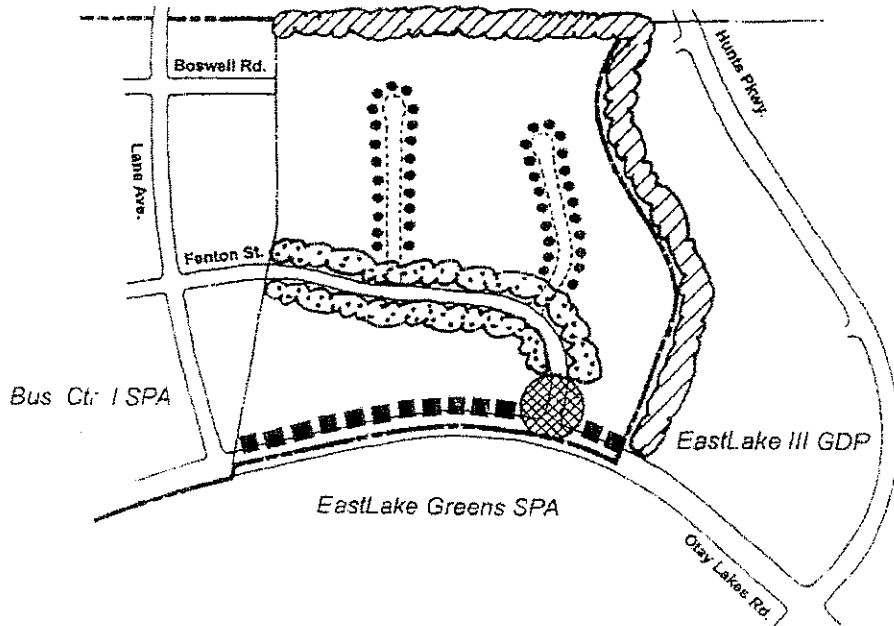 Boswell Rd.
Hunte Pkwy.
Lane Ave.
Fenton St.
Bus. Ctr. I SPA
EastLake III GDP
EastLake Greens SPA
Otay Lakes Rd.